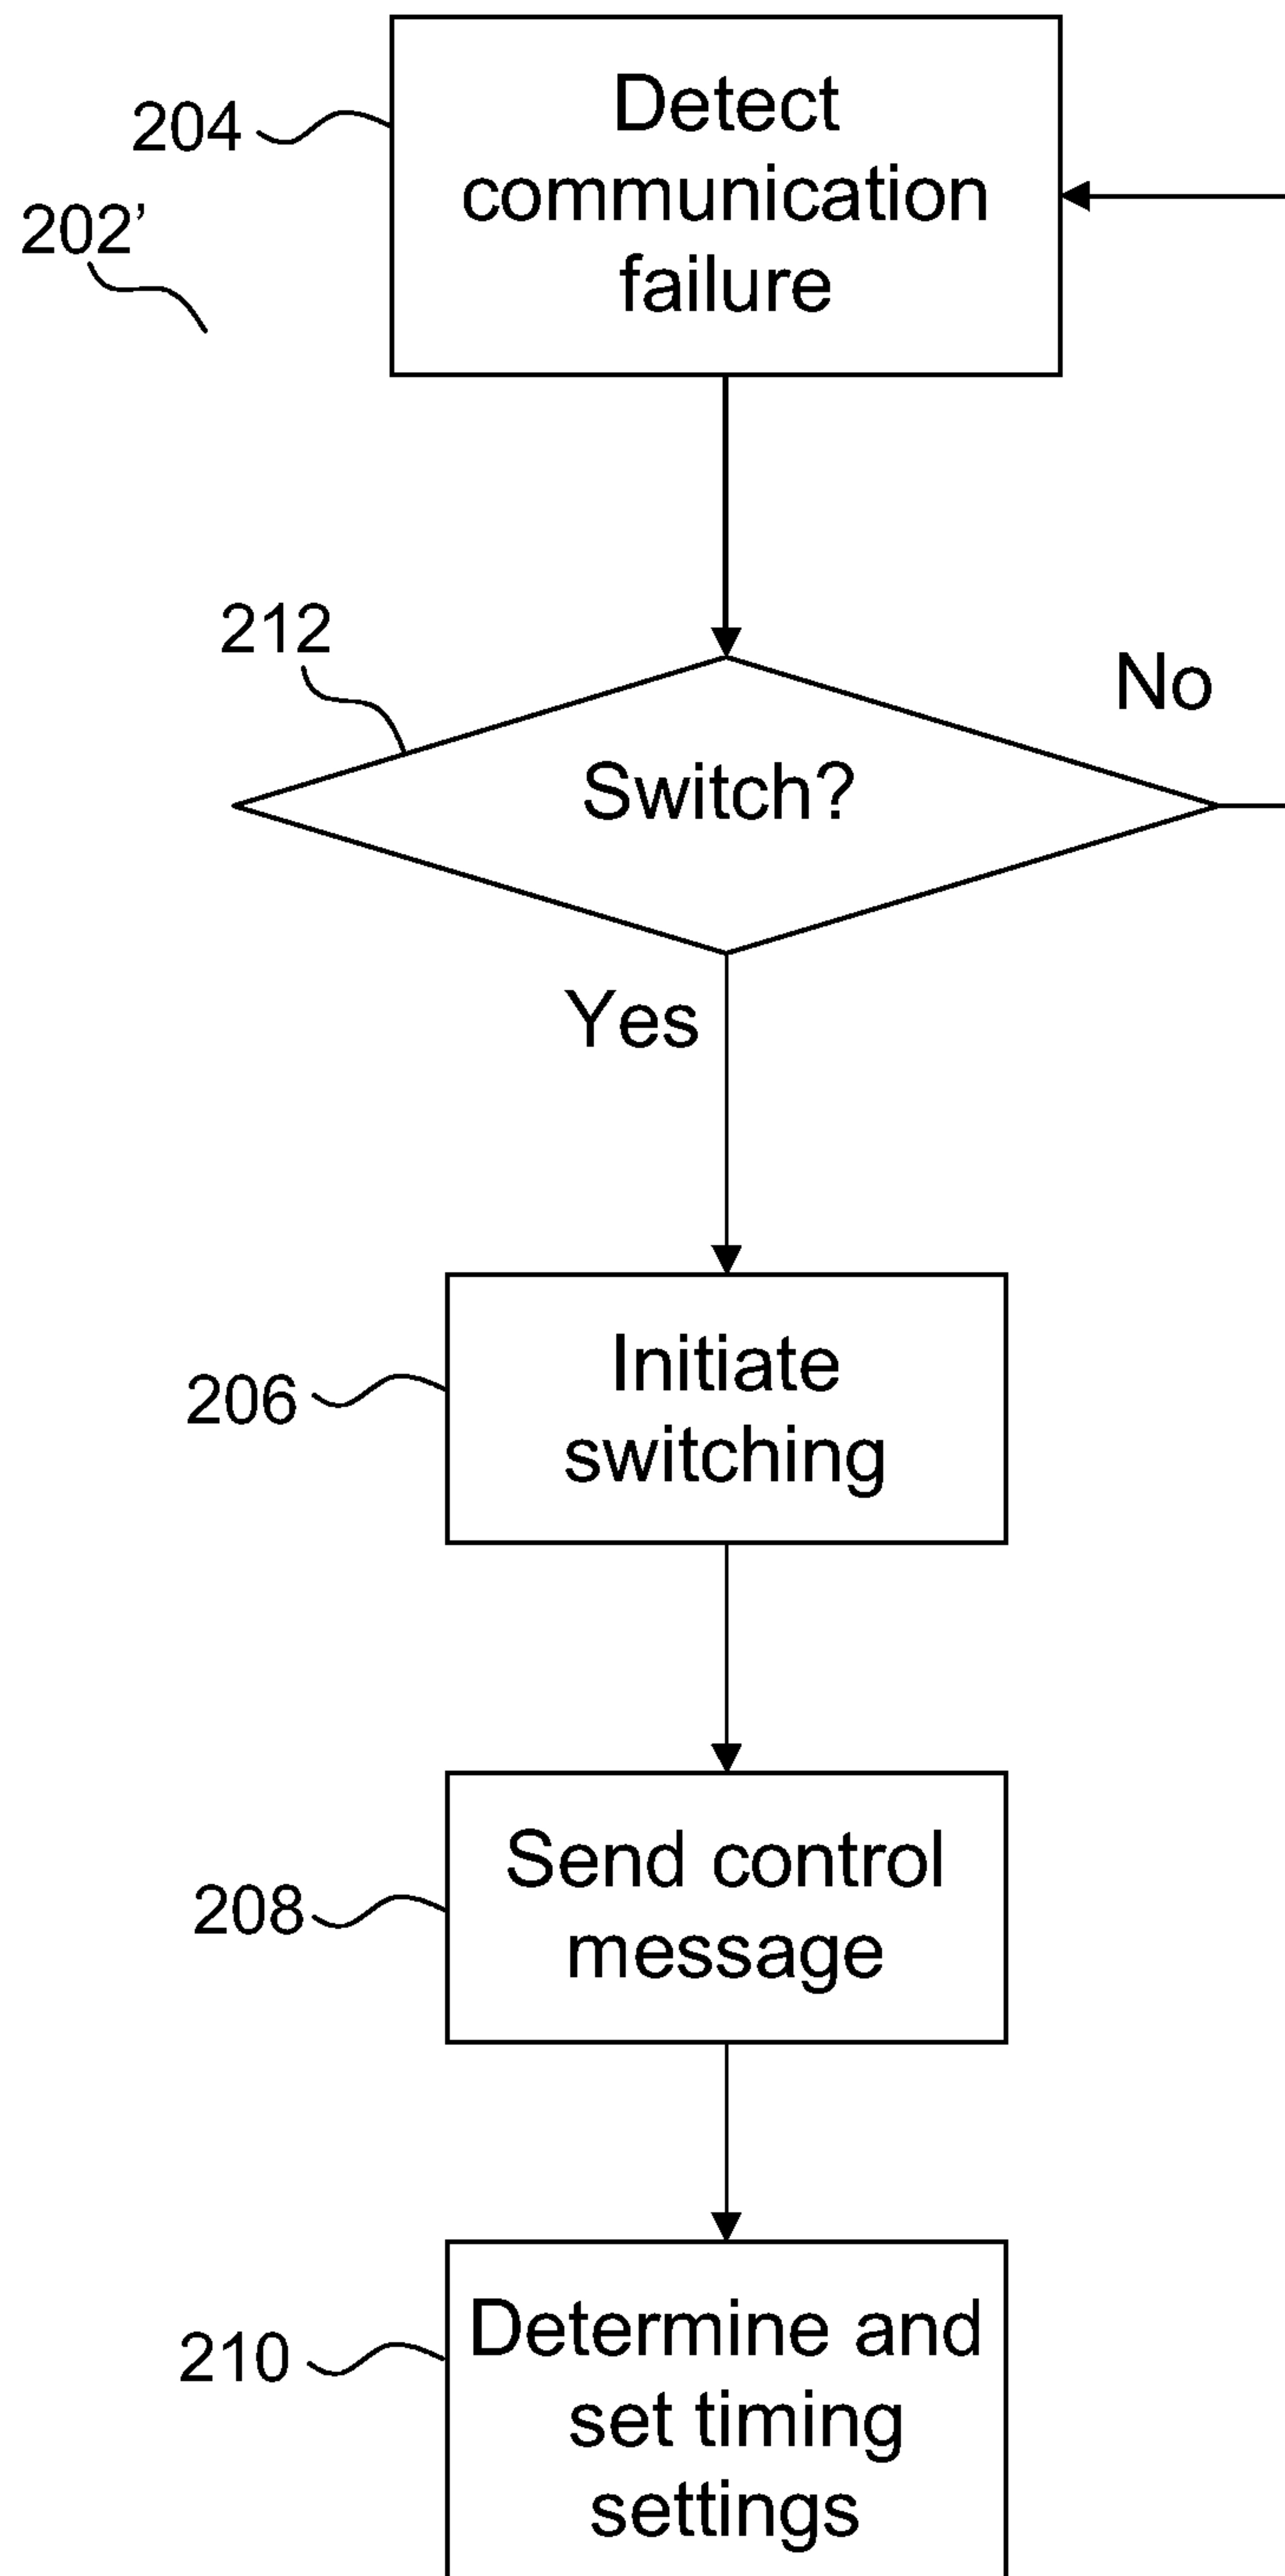 204
Detect
communication
failure
202’
212
Switch?
No
Yes
206
Initiate
switching
208
Send control
message
210
Determine and
set timing
settings